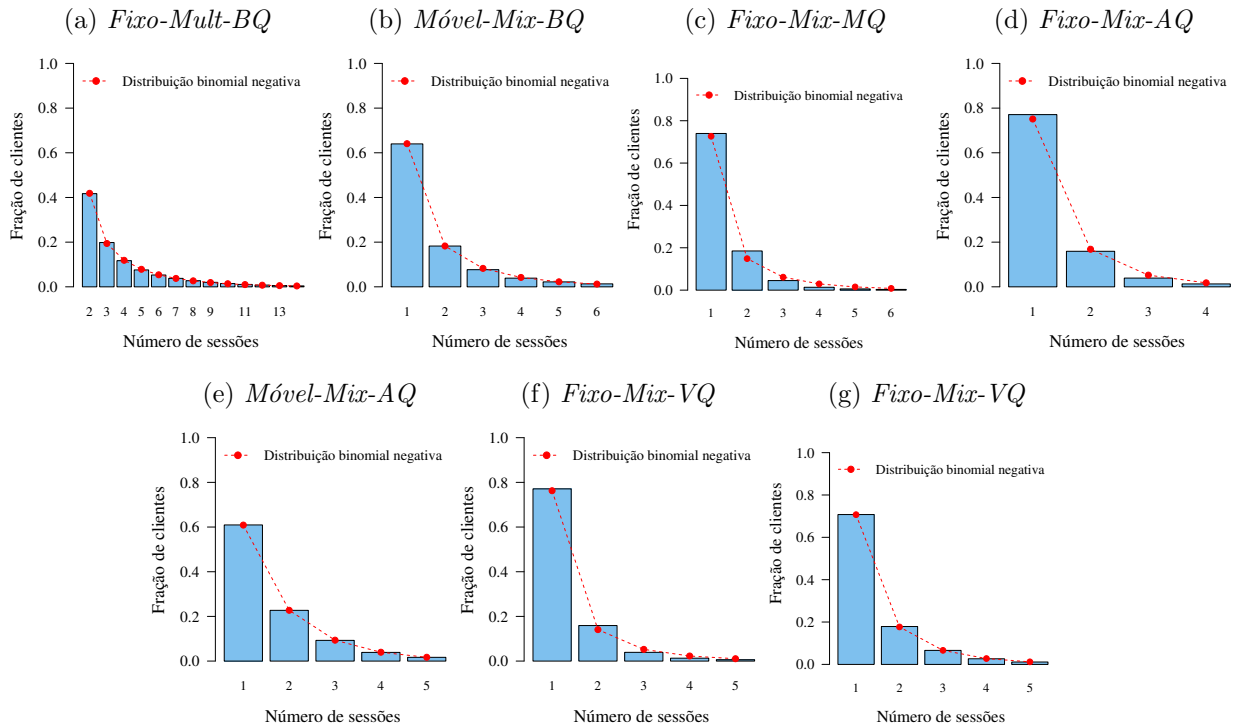 (a) Fixo-Mult-BQ
1.0
0.8
0.6
0.4
0.2
0.0
Fração de clientes
Distribuição binomial negativa
2 3 4 5 6 7 8 9 11 13
Número de sessões
(b) Móvel-Mix-BQ
1.0
0.8
0.6
0.4
0.2
0.0
Fração de clientes
Distribuição binomial negativa
1 2 3 4 5 6
Número de sessões
(c) Fixo-Mix-MQ
1.0
0.8
0.6
0.4
0.2
0.0
Fração de clientes
Distribuição binomial negativa
1 2 3 4 5 6
Número de sessões
(d) Fixo-Mix-AQ
1.0
0.8
0.6
0.4
0.2
0.0
Fração de clientes
Distribuição binomial negativa
1 2 3 4
Número de sessões
(e) Móvel-Mix-AQ
1.0
0.8
0.6
0.4
0.2
0.0
Fração de clientes
Distribuição binomial negativa
1 2 3 4 5
Número de sessões
(f) Fixo-Mix-VQ
1.0
0.8
0.6
0.4
0.2
0.0
Fração de clientes
Distribuição binomial negativa
1 2 3 4 5
Número de sessões
(g) Fixo-Mix-VQ
1.0
0.8
0.6
0.4
0.2
0.0
Fração de clientes
Distribuição binomial negativa
1 2 3 4 5
Número de sessões